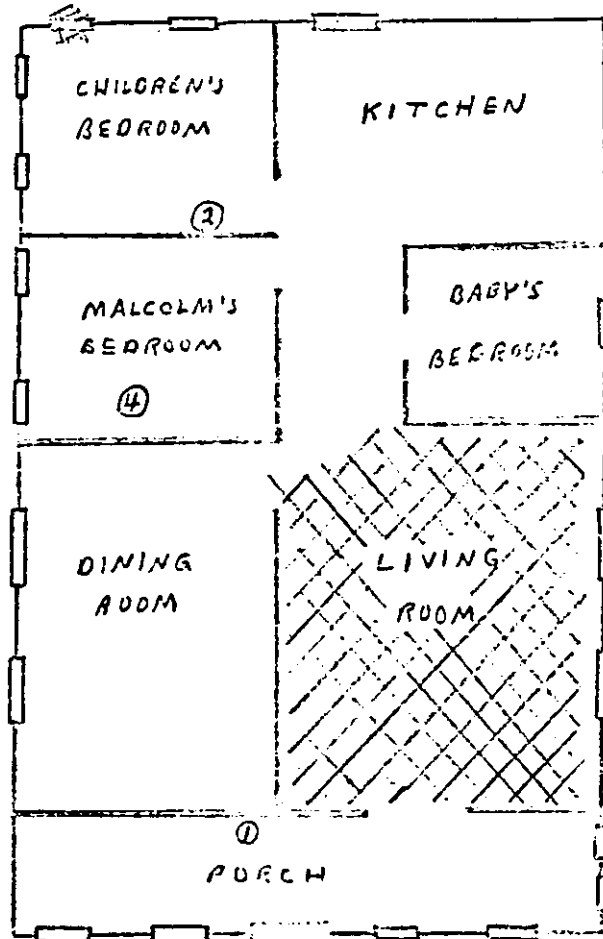 CHILDREN'S
BEDROOM
KITCHEN
②
MALCOLM'S
BEDROOM
④
BABY'S
BEDROOM
DINING
ROOM
LIVING
ROOM
①
PORCH